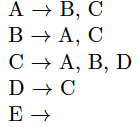 A → B, C
B → A, C
C → A, B, D
D → C
E →